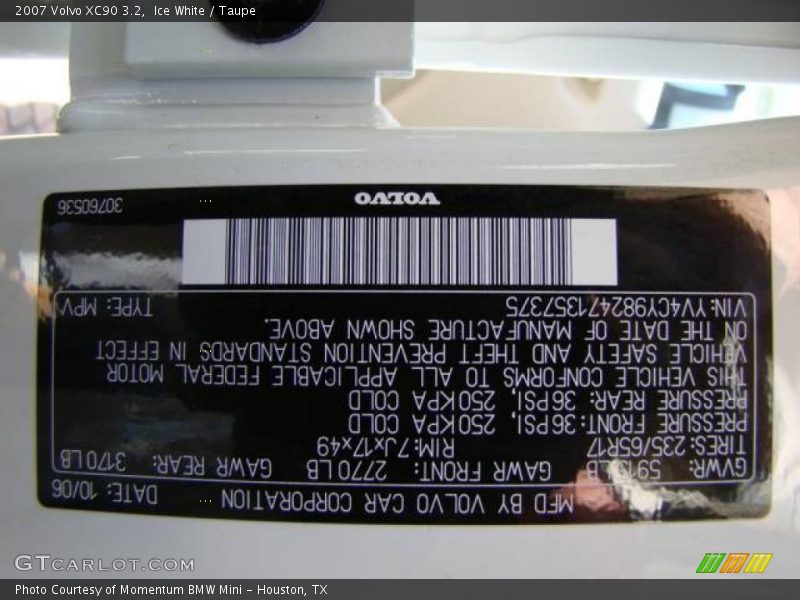 2007 Volvo XC90 3.2, Ice White / Taupe
MFD BY VOLVO CAR CORPORATION ... DATE: 10/06
GVWR: GAWR FRONT: 2770LB GAWR REAR: 3170LB
TIRES: 235/65R17 RIM: 7Jx17x49
PRESSURE FRONT: 36PSI, 250KPA COLD
PRESSURE REAR: 36PSI, 250KPA COLD
THIS VEHICLE CONFORMS TO ALL APPLICABLE FEDERAL MOTOR
VEHICLE SAFETY AND THEFT PREVENTION STANDARDS IN EFFECT
ON THE DATE OF MANUFACTURE SHOWN ABOVE.
VIN: YV4CY982471357375 TYPE: MPV
VOLVO ... 30760536
GTCARLOT.COM
Photo Courtesy of Momentum BMW Mini - Houston, TX